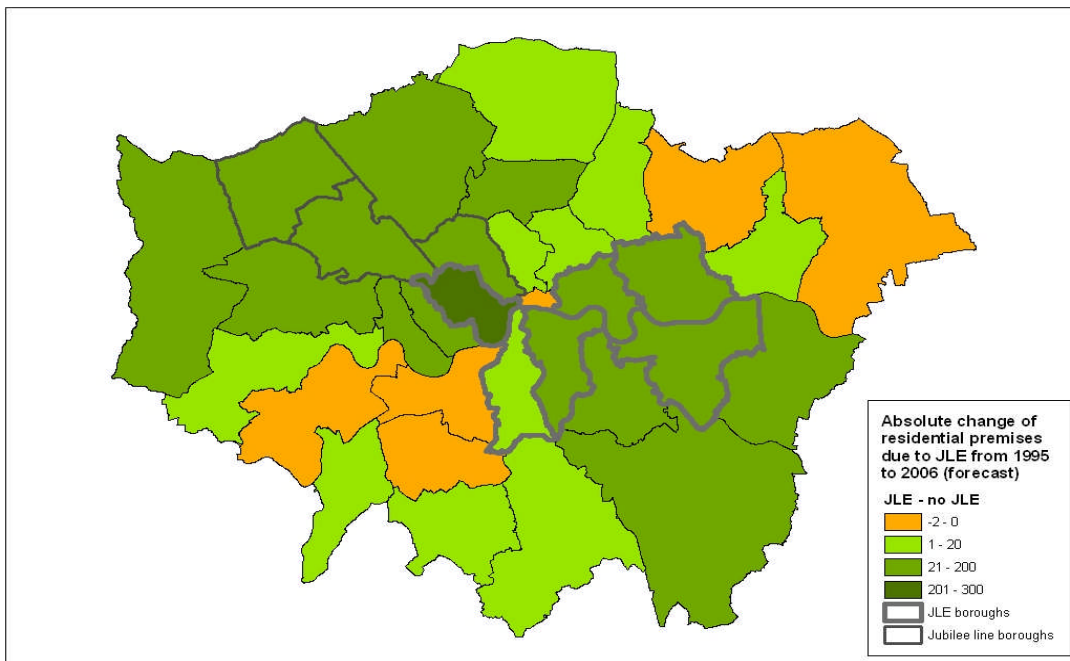 Absolute change of
residential premises
due to JLE from 1995
to 2006 (forecast)
JLE - no JLE
-2 - 0
1 - 20
21 - 200
201 - 300
JLE boroughs
Jubilee line boroughs